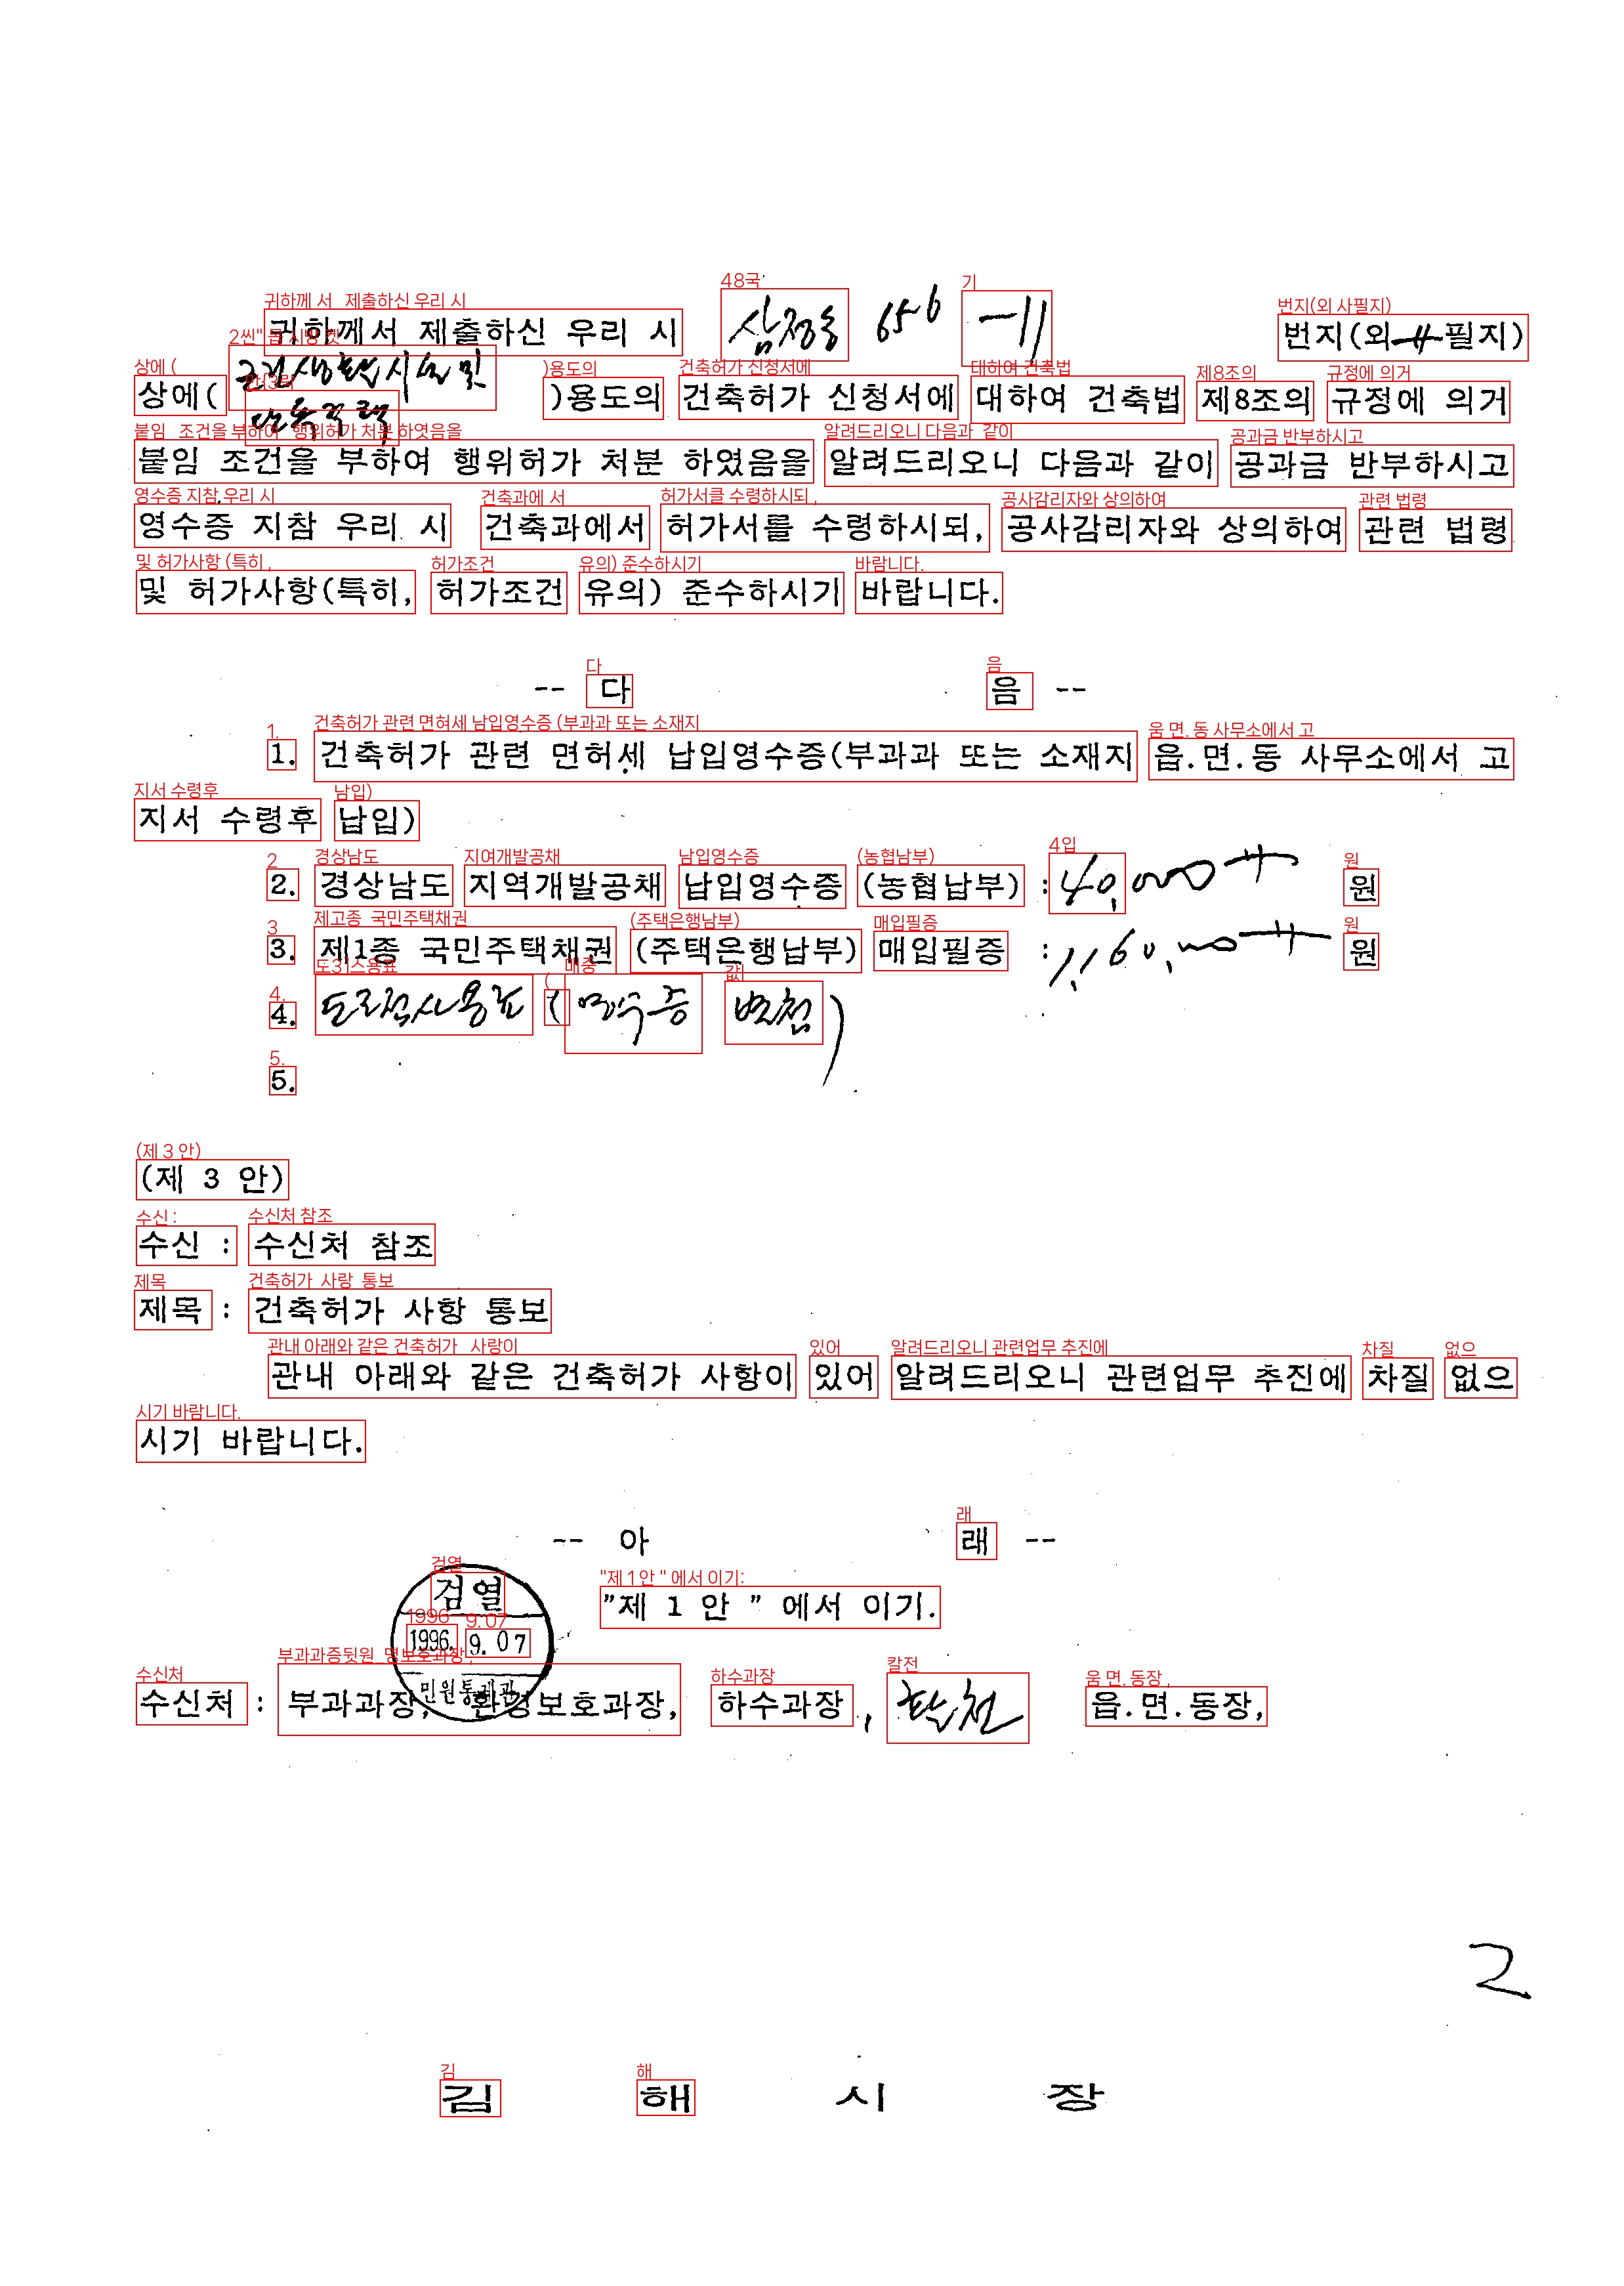 귀하께서 제출하신 우리 시 삼정동 656 -11 번지(외 4 필지)
상에( 근린생활시설 및 단독주택 )용도의 건축허가 신청서에 대하여 건축법 제8조의 규정에 의거
붙임 조건을 부하여 행위허가 처분 하였음을 알려드리오니 다음과 같이 공과금 반부하시고
영수증 지참 우리 시 건축과에서 허가서를 수령하시되, 공사감리자와 상의하여 관련 법령
및 허가사항(특히, 허가조건 유의) 준수하시기 바랍니다.
-- 다 음 --
1. 건축허가 관련 면허세 납입영수증(부과과 또는 소재지 읍.면.동 사무소에서 고
지서 수령후 납입)
2. 경상남도 지역개발공채 납입영수증 (농협납부) : 40,000 원
3. 제1종 국민주택채권 (주택은행납부) 매입필증 : 1,160,000 원
4. 도로점사용료 ( 영수증 별첨)
5.
(제 3 안)
수신 : 수신처 참조
제목 : 건축허가 사항 통보
관내 아래와 같은 건축허가 사항이 있어 알려드리오니 관련업무 추진에 차질 없으
시기 바랍니다.
-- 아 래 --
"제 1 안 " 에서 이기.
검열
1996. 9. 07
민원통제관
수신처 : 부과과장, 환경보호과장, 하수과장, 읍.면.동장,
2
김 해 시 장